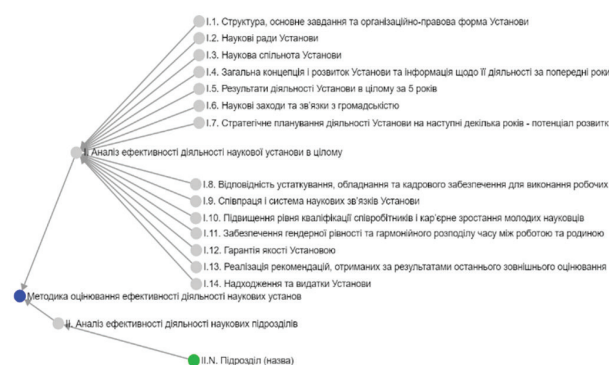 I.1. Структура, основне завдання та організаційно-правова форма Установи
I.2. Наукові ради Установи
I.3. Наукова спільнота Установи
I.4. Загальна концепція і розвиток Установи та інформація щодо її діяльності за попередні роки
I.5. Результати діяльності Установи в цілому за 5 років
I.6. Наукові заходи та зв'язки з громадськістю
I.7. Стратегічне планування діяльності Установи на наступні декілька років - потенціал розвитк
I. Аналіз ефективності діяльності наукової установи в цілому
I.8. Відповідність устаткування, обладнання та кадрового забезпечення для виконання робочих
I.9. Співпраця і система наукових зв'язків Установи
I.10. Підвищення рівня кваліфікації співробітників і кар'єрне зростання молодих науковців
I.11. Забезпечення гендерної рівності та гармонійного розподілу часу між роботою та родиною
I.12. Гарантія якості Установою
I.13. Реалізація рекомендацій, отриманих за результатами останнього зовнішнього оцінювання
I.14. Надходження та видатки Установи
Методика оцінювання ефективності діяльності наукових установ
II. Аналіз ефективності діяльності наукових підрозділів
II.N. Підрозділ (назва)